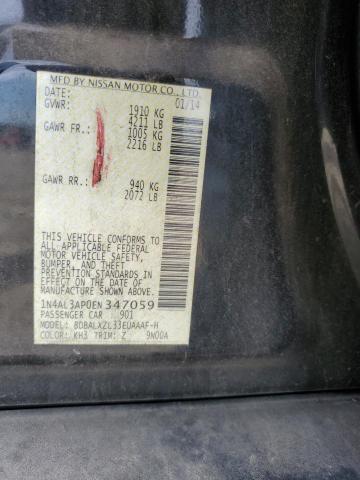 MFD BY NISSAN MOTOR CO., LTD.
DATE: 01/14
GVWR: 1910 KG
4211 LB
GAWR FR.: 1005 KG
2216 LB
GAWR RR.: 940 KG
2072 LB
THIS VEHICLE CONFORMS TO
ALL APPLICABLE FEDERAL
MOTOR VEHICLE SAFETY,
BUMPER, AND THEFT
PREVENTION STANDARDS IN
EFFECT ON THE DATE OF
MANUFACTURE SHOWN ABOVE.
1N4AL3AP0EN 347059
PASSENGER CAR 901
MODEL: BDBALXZL33EUAAAF-H
COLOR: KH3 TRIM: Z 9N00A